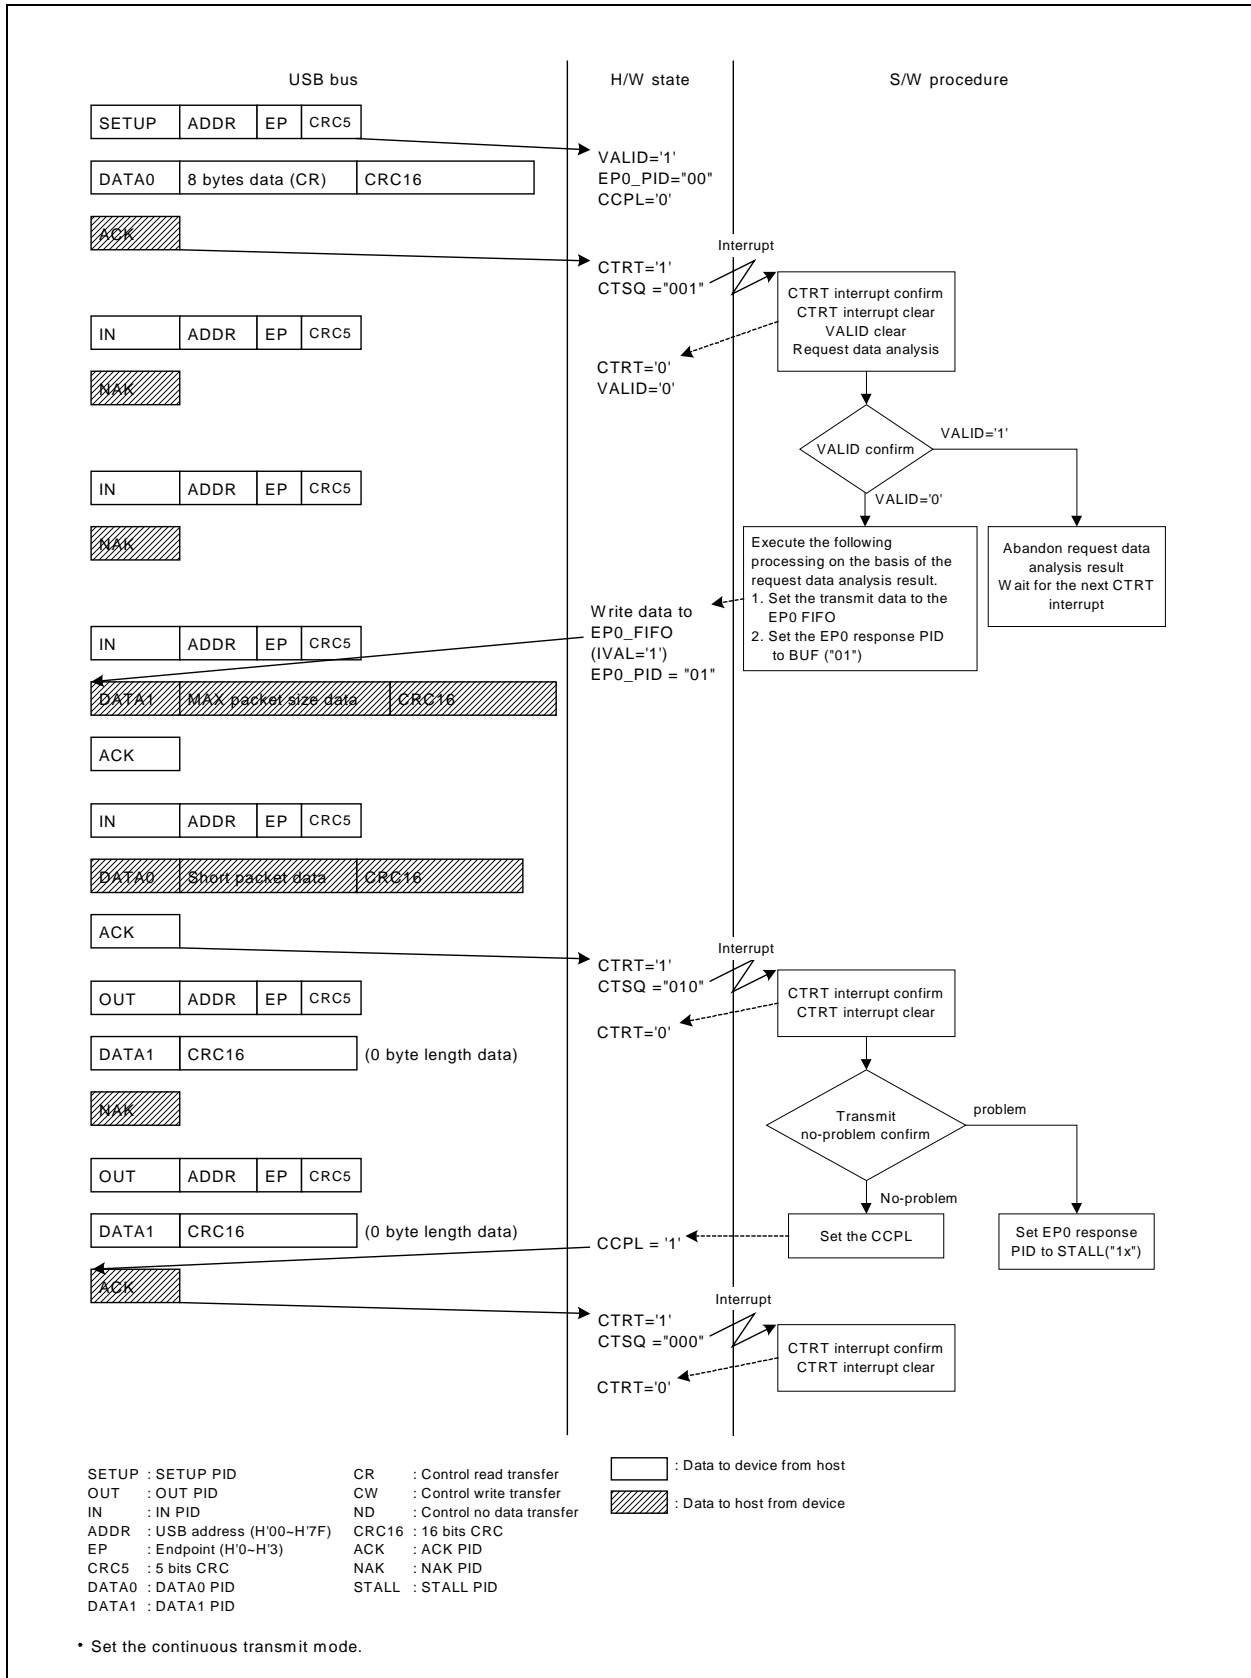 USB bus
H/W state
S/W procedure
SETUP ADDR EP CRC5
VALID='1'
EP0_PID="00"
CCPL='0'
DATA0 8 bytes data (CR) CRC16
ACK
Interrupt
CTRT='1'
CTSQ ="001"
CTRT interrupt confirm
CTRT interrupt clear
VALID clear
Request data analysis
IN ADDR EP CRC5
CTRT='0'
VALID='0'
NAK
VALID confirm
VALID='1'
VALID='0'
IN ADDR EP CRC5
NAK
Execute the following
processing on the basis of the
request data analysis result.
1. Set the transmit data to the
EP0 FIFO
2. Set the EP0 response PID
to BUF ("01")
Abandon request data
analysis result
Wait for the next CTRT
interrupt
Write data to
EP0_FIFO
(IVAL='1')
EP0_PID = "01"
IN ADDR EP CRC5
DATA1 MAX packet size data CRC16
ACK
IN ADDR EP CRC5
DATA0 Short packet data CRC16
ACK
Interrupt
CTRT='1'
CTSQ ="010"
CTRT interrupt confirm
CTRT interrupt clear
OUT ADDR EP CRC5
CTRT='0'
DATA1 CRC16 (0 byte length data)
NAK
Transmit
no-problem confirm
problem
No-problem
OUT ADDR EP CRC5
DATA1 CRC16 (0 byte length data)
CCPL = '1'
Set the CCPL
Set EP0 response
PID to STALL("1x")
ACK
Interrupt
CTRT='1'
CTSQ ="000"
CTRT interrupt confirm
CTRT interrupt clear
CTRT='0'
SETUP : SETUP PID
OUT : OUT PID
IN : IN PID
ADDR : USB address (H'00~H'7F)
EP : Endpoint (H'0~H'3)
CRC5 : 5 bits CRC
DATA0 : DATA0 PID
DATA1 : DATA1 PID
CR : Control read transfer
CW : Control write transfer
ND : Control no data transfer
CRC16 : 16 bits CRC
ACK : ACK PID
NAK : NAK PID
STALL : STALL PID
: Data to device from host
: Data to host from device
• Set the continuous transmit mode.